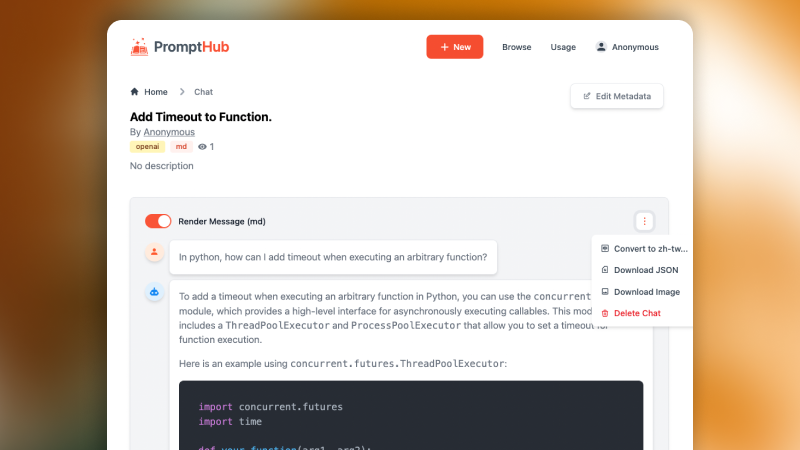 PromptHub
New
Browse
Usage
Anonymous
Home
Chat
Edit Metadata
Add Timeout to Function.
By Anonymous
openai
md
1
No description
Render Message (md)
In python, how can I add timeout when executing an arbitrary function?
Convert to zh-tw...
Download JSON
Download Image
Delete Chat
To add a timeout when executing an arbitrary function in Python, you can use the concurrent
module, which provides a high-level interface for asynchronously executing callables. This mod
includes a ThreadPoolExecutor and ProcessPoolExecutor that allow you to set a timeout for
function execution.
Here is an example using concurrent.futures.ThreadPoolExecutor:
import concurrent.futures
import time
def your_function(arg1, arg2):